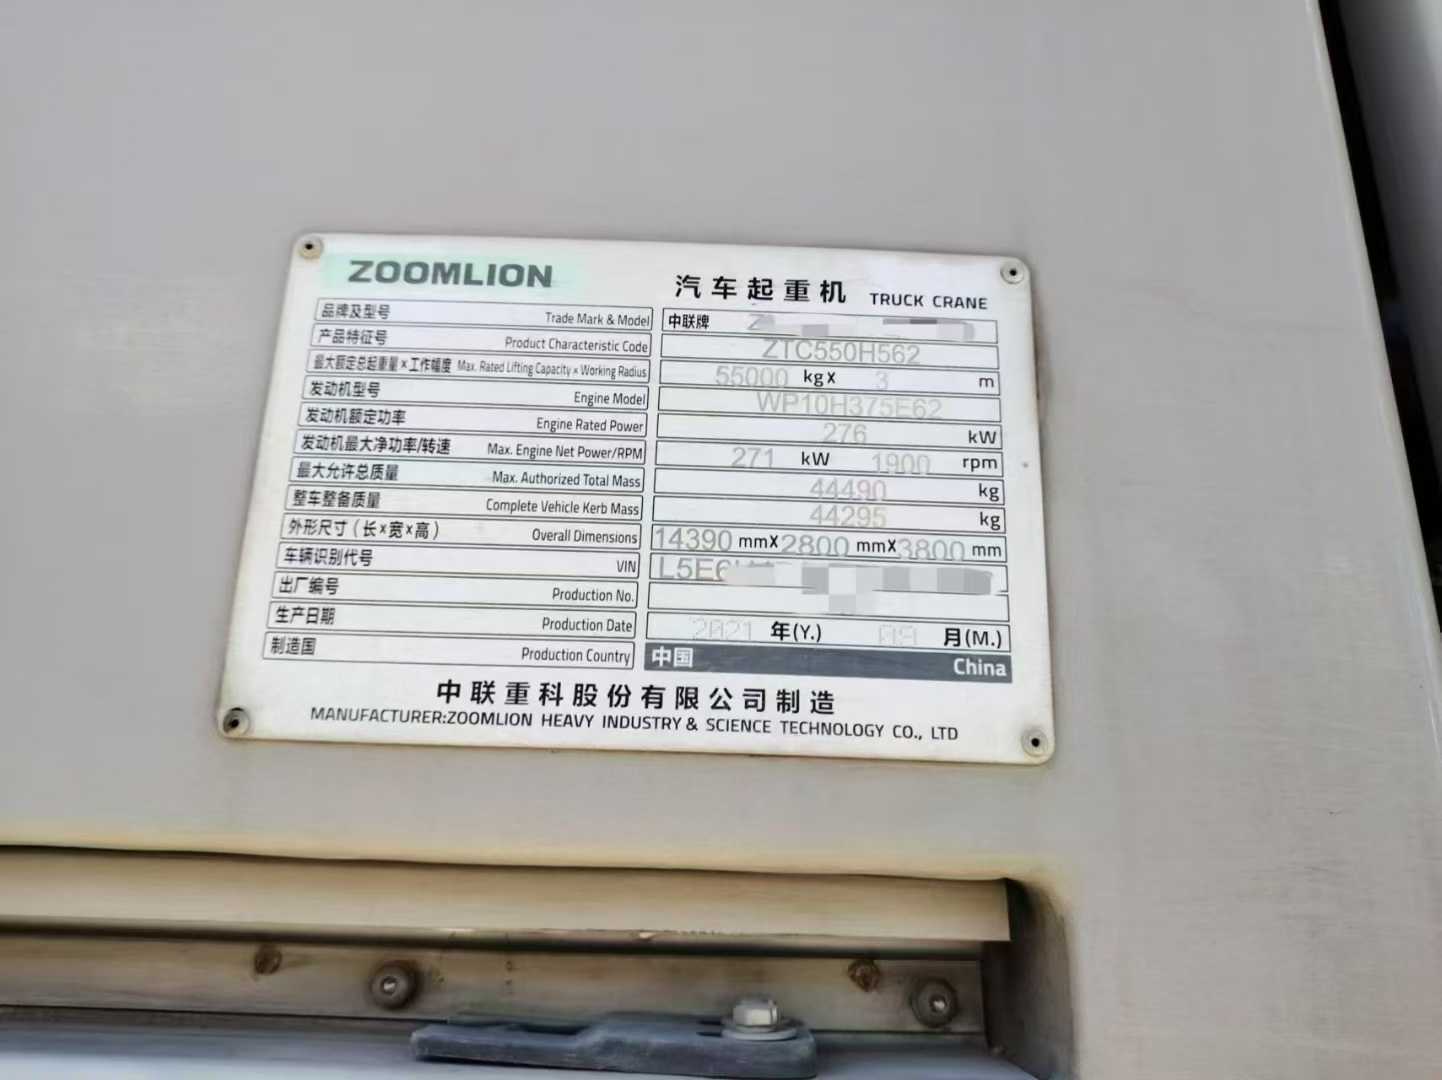 ZOOMLION 汽车起重机 TRUCK CRANE
品牌及型号 Trade Mark & Model 中联牌
产品特征号 Product Characteristic Code ZTC550H562
最大额定总起重量×工作幅度 Max. Rated Lifting Capacity × Working Radius 55000 kg X 3 m
发动机型号 Engine Model WP10H375E62
发动机额定功率 Engine Rated Power 276 kW
发动机最大净功率/转速 Max. Engine Net Power/RPM 271 kW 1900 rpm
最大允许总质量 Max. Authorized Total Mass 44490 kg
整车整备质量 Complete Vehicle Kerb Mass 44295 kg
外形尺寸(长×宽×高) Overall Dimensions 14390 mmX2800 mmX3800 mm
车辆识别代号 VIN L5E6
出厂编号 Production No.
生产日期 Production Date 2021 年(Y.) 09 月(M.)
制造国 Production Country 中国 China
中联重科股份有限公司制造
MANUFACTURER:ZOOMLION HEAVY INDUSTRY & SCIENCE TECHNOLOGY CO., LTD